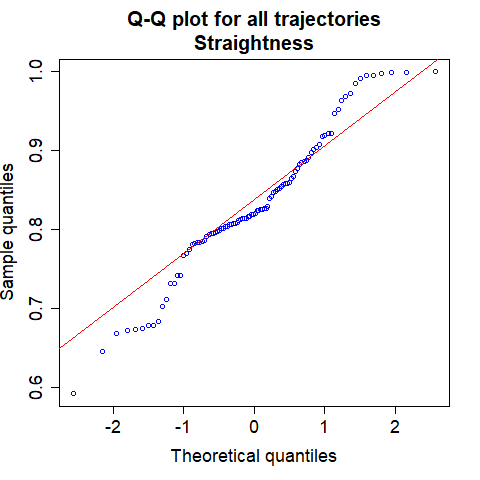 Q-Q plot for all trajectories
Straightness
Sample quantiles
1.0
0.9
0.8
0.7
0.6
-2 -1 0 1 2
Theoretical quantiles